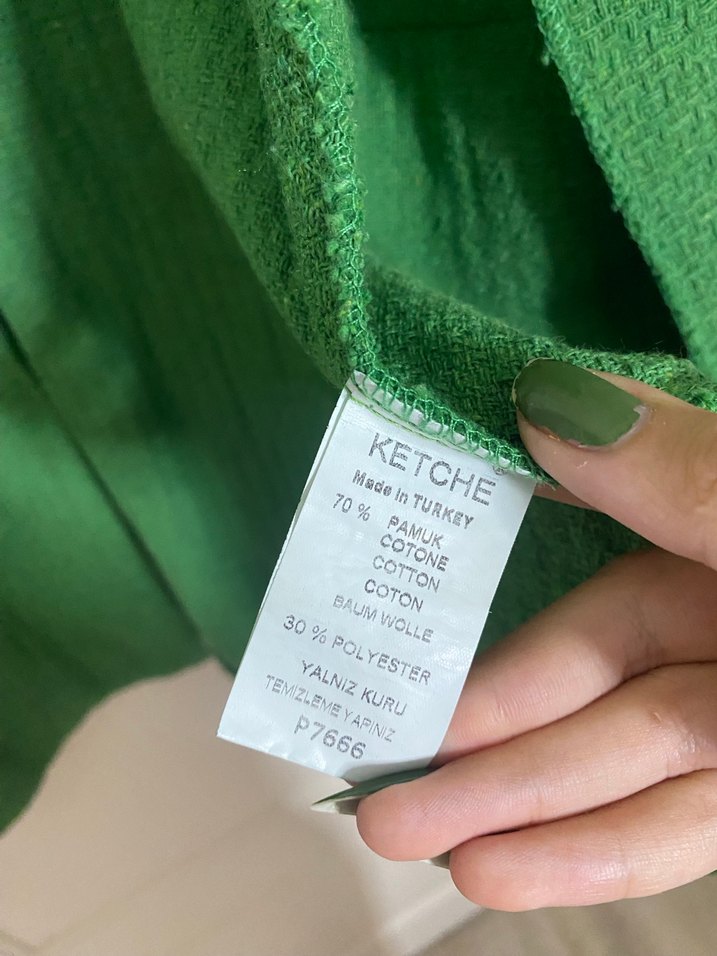 KETCHE®
Made in TURKEY
70 % PAMUK
COTONE
COTTON
COTON
BAUM WOLLE
30 % POLYESTER
YALNIZ KURU
TEMİZLEME YAPINIZ
P7666